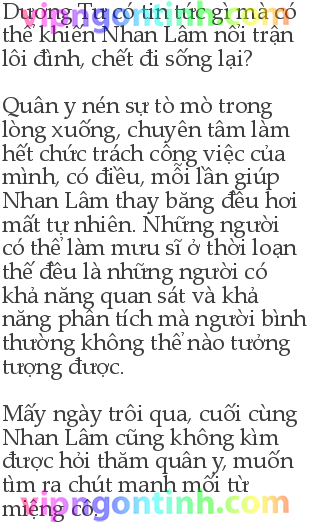 vipngontinh.com
Dương Tư có tin tức gì mà có
thể khiến Nhan Lâm nổi trận
lôi đình, chết đi sống lại?
Quân y nén sự tò mò trong
lòng xuống, chuyên tâm làm
hết chức trách công việc của
mình, có điều, mỗi lần giúp
Nhan Lâm thay băng đều hơi
mất tự nhiên. Những người
có thể làm mưu sĩ ở thời loạn
thế đều là những người có
khả năng quan sát và khả
năng phân tích mà người bình
thường không thể nào tưởng
tượng được.
Mấy ngày trôi qua, cuối cùng
Nhan Lâm cũng không kìm
được hỏi thăm quân y, muốn
tìm ra chút manh mối từ
miệng cô.
vipngontinh.com